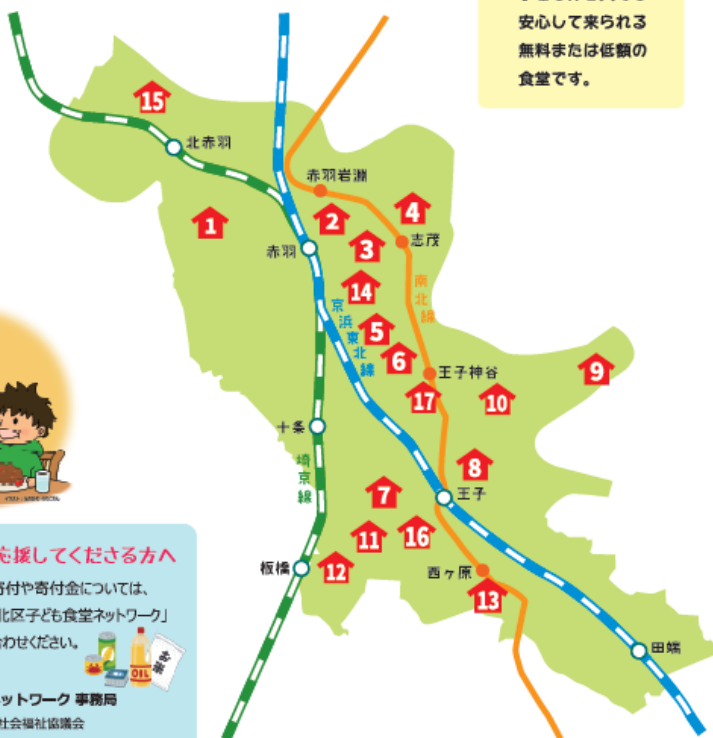 安心して来られる
無料または低額の
食堂です。
15
北赤羽
赤羽岩淵
1
2
4
3
志茂
赤羽
14
南北線
京浜東北線
5
6
9
王子神谷
17
10
十条
埼京線
8
7
王子
11
16
板橋
12
西ヶ原
13
田端
応援してくださる方へ
寄付や寄付金については、
北区子ども食堂ネットワーク」
合わせください。
OIL
お米
ネットワーク 事務局
社会福祉協議会